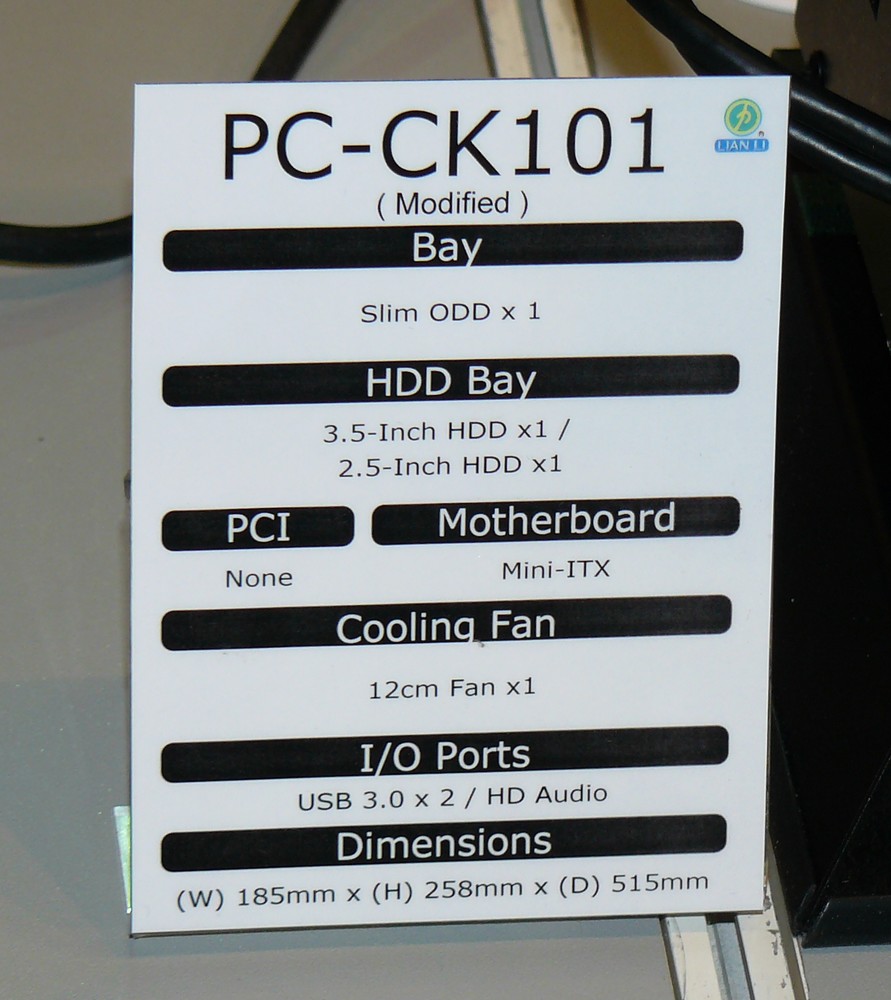 PC-CK101
LIAN LI
( Modified )
Bay
Slim ODD x 1
HDD Bay
3.5-Inch HDD x1 /
2.5-Inch HDD x1
PCI
Motherboard
None
Mini-ITX
Cooling Fan
12cm Fan x1
I/O Ports
USB 3.0 x 2 / HD Audio
Dimensions
(W) 185mm x (H) 258mm x (D) 515mm